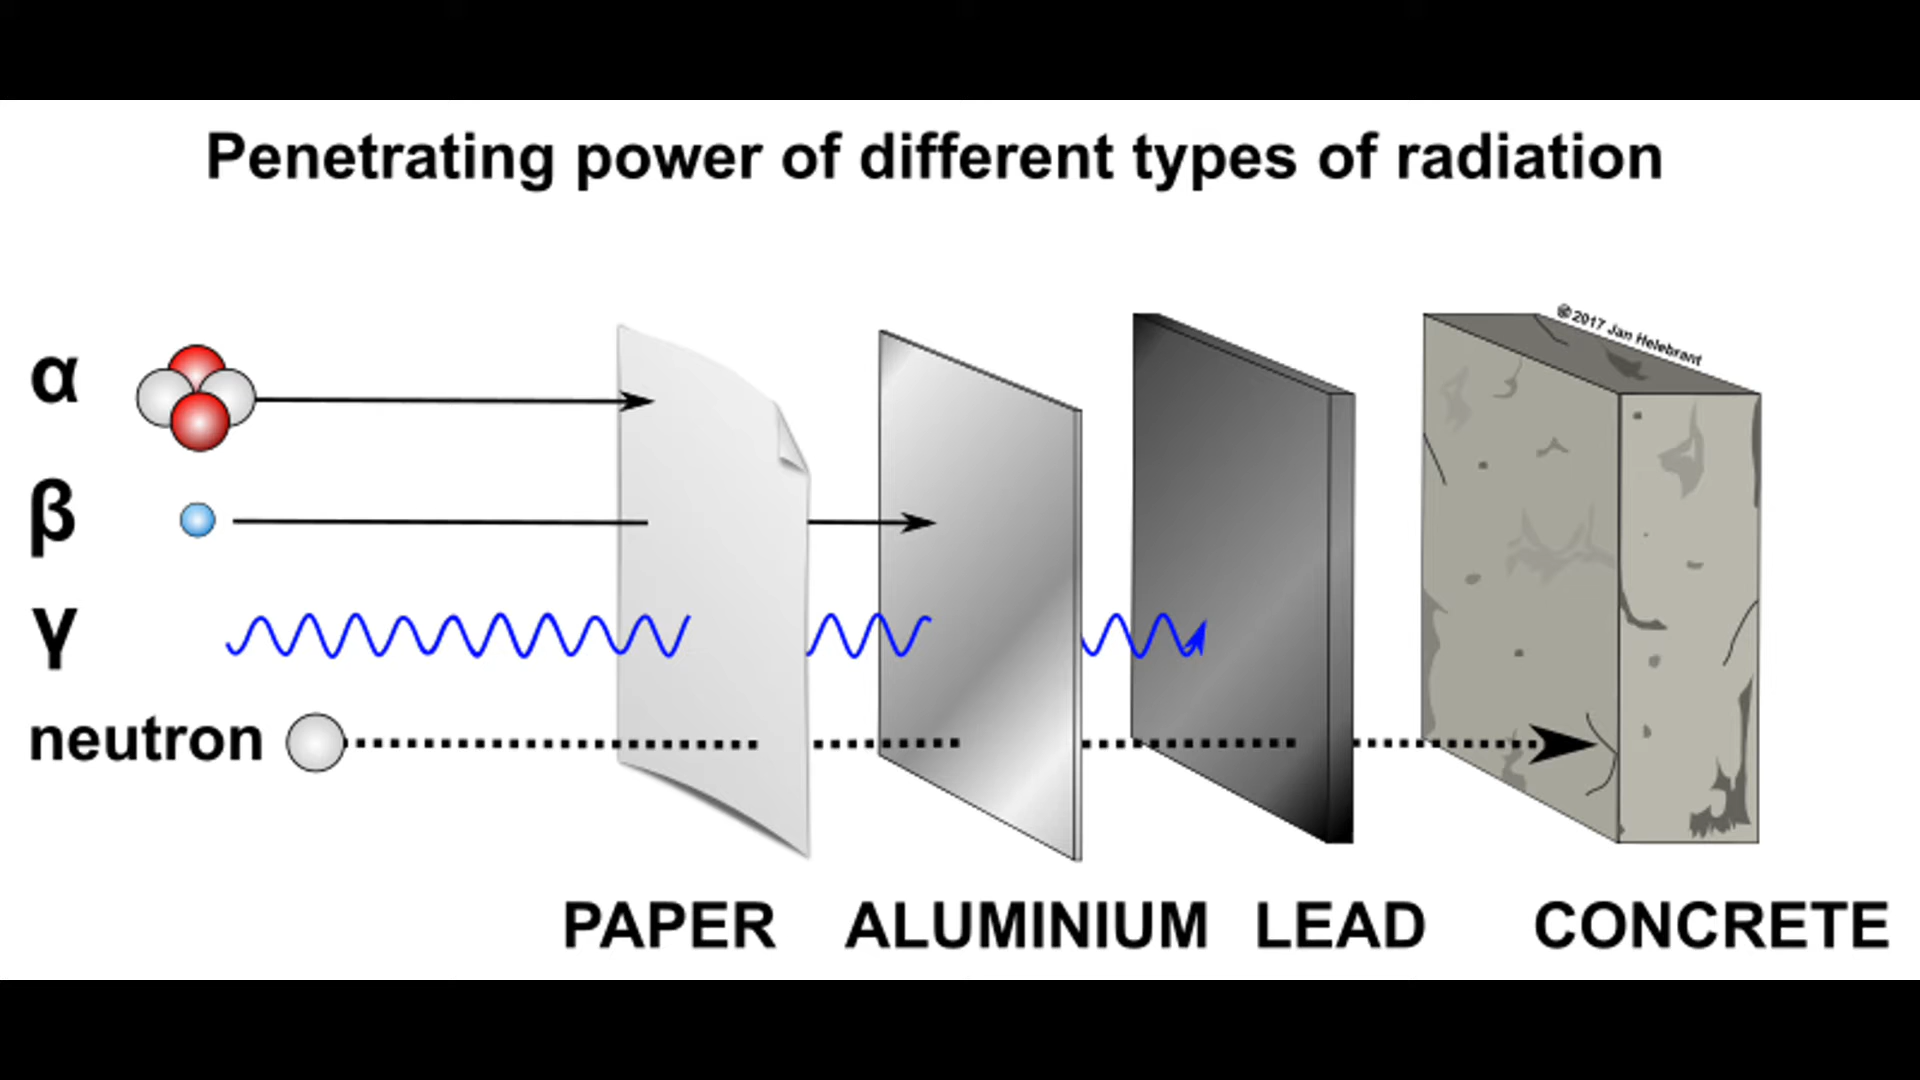 Penetrating power of different types of radiation
© 2017 Jan Helebrant
α
β
γ
neutron
PAPER ALUMINIUM LEAD CONCRETE